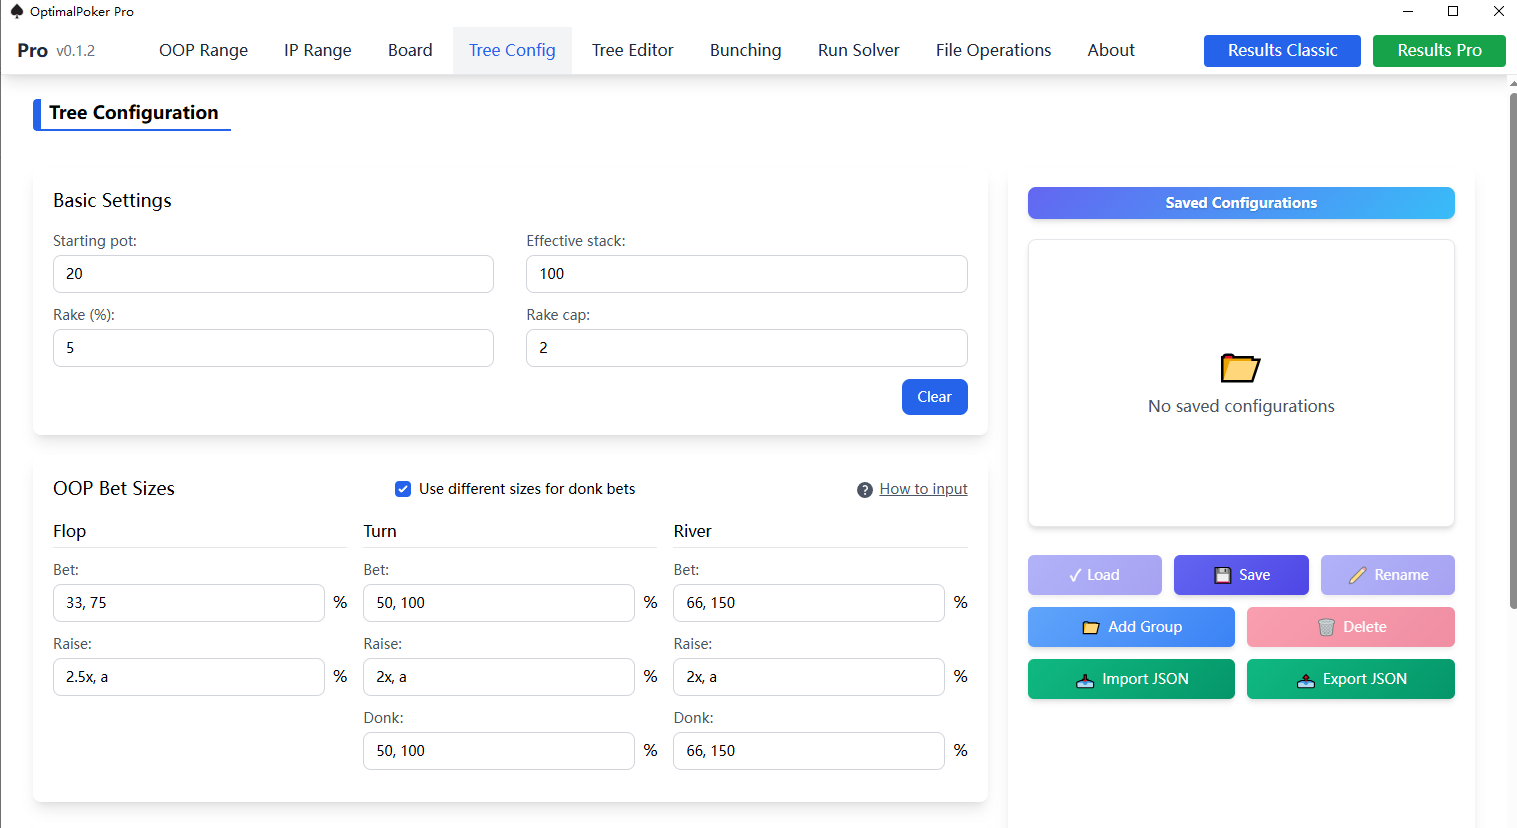 OptimalPoker Pro
Pro v0.1.2 OOP Range IP Range Board Tree Config Tree Editor Bunching Run Solver File Operations About Results Classic Results Pro
Tree Configuration
Basic Settings
Starting pot: Effective stack:
20 100
Rake (%): Rake cap:
5 2
Clear
OOP Bet Sizes Use different sizes for donk bets ? How to input
Flop Turn River
Bet: Bet: Bet:
33, 75 % 50, 100 % 66, 150 %
Raise: Raise: Raise:
2.5x, a % 2x, a % 2x, a %
Donk: Donk:
50, 100 % 66, 150 %
Saved Configurations
No saved configurations
✓ Load Save Rename
Add Group Delete
Import JSON Export JSON